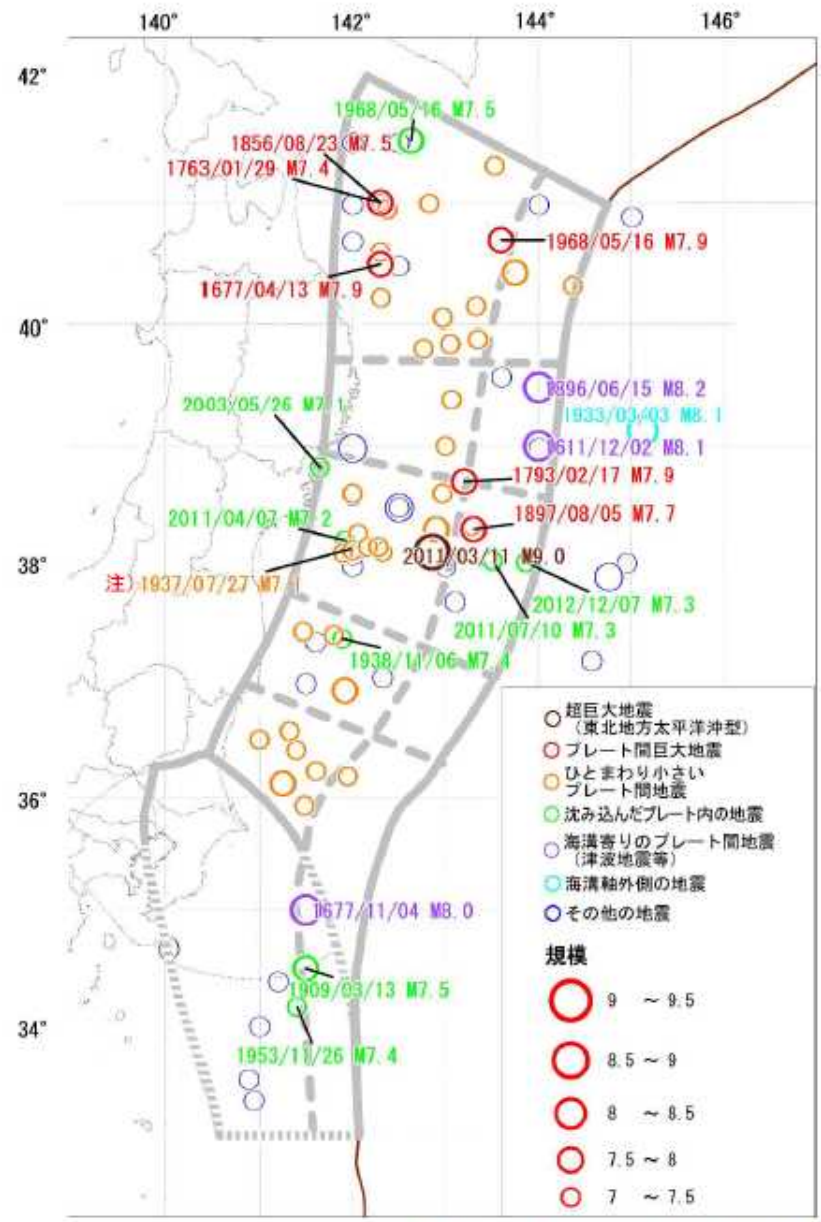 140° 142° 144° 146°
42°
1968/05/16 M7.5
1856/08/23 M7.5
1763/01/29 M7.4
1968/05/16 M7.9
1677/04/13 M7.9
40°
1896/06/15 M8.2
2003/05/26 M7.1
1933/03/03 M8.1
1611/12/02 M8.1
1793/02/17 M7.9
2011/04/07 M7.2
1897/08/05 M7.7
38°
2011/03/11 M9.0
注)1937/07/27 M7.1
2012/12/07 M7.3
2011/07/10 M7.3
1938/11/06 M7.4
36°
1677/11/04 M8.0
1909/03/13 M7.5
34°
1953/11/26 M7.4
超巨大地震
(東北地方太平洋沖型)
プレート間巨大地震
ひとまわり小さい
プレート間地震
沈み込んだプレート内の地震
海溝寄りのプレート間地震
(津波地震等)
海溝軸外側の地震
その他の地震
規模
9 ～9.5
8.5～9
8 ～8.5
7.5～8
7 ～7.5